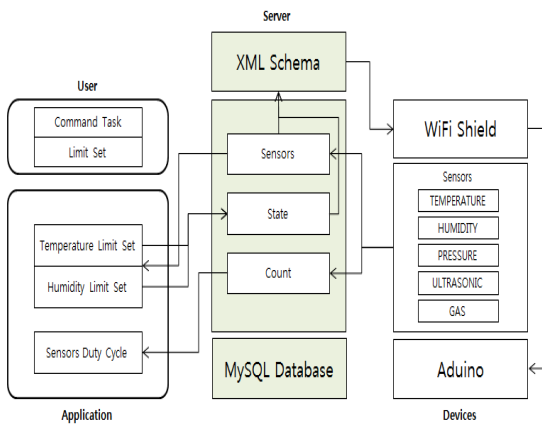 Server
XML Schema
User
Command Task
Limit Set
WiFi Shield
Sensors
State
Count
Sensors
TEMPERATURE
HUMIDITY
PRESSURE
ULTRASONIC
GAS
Temperature Limit Set
Humidity Limit Set
Sensors Duty Cycle
MySQL Database
Aduino
Application
Devices